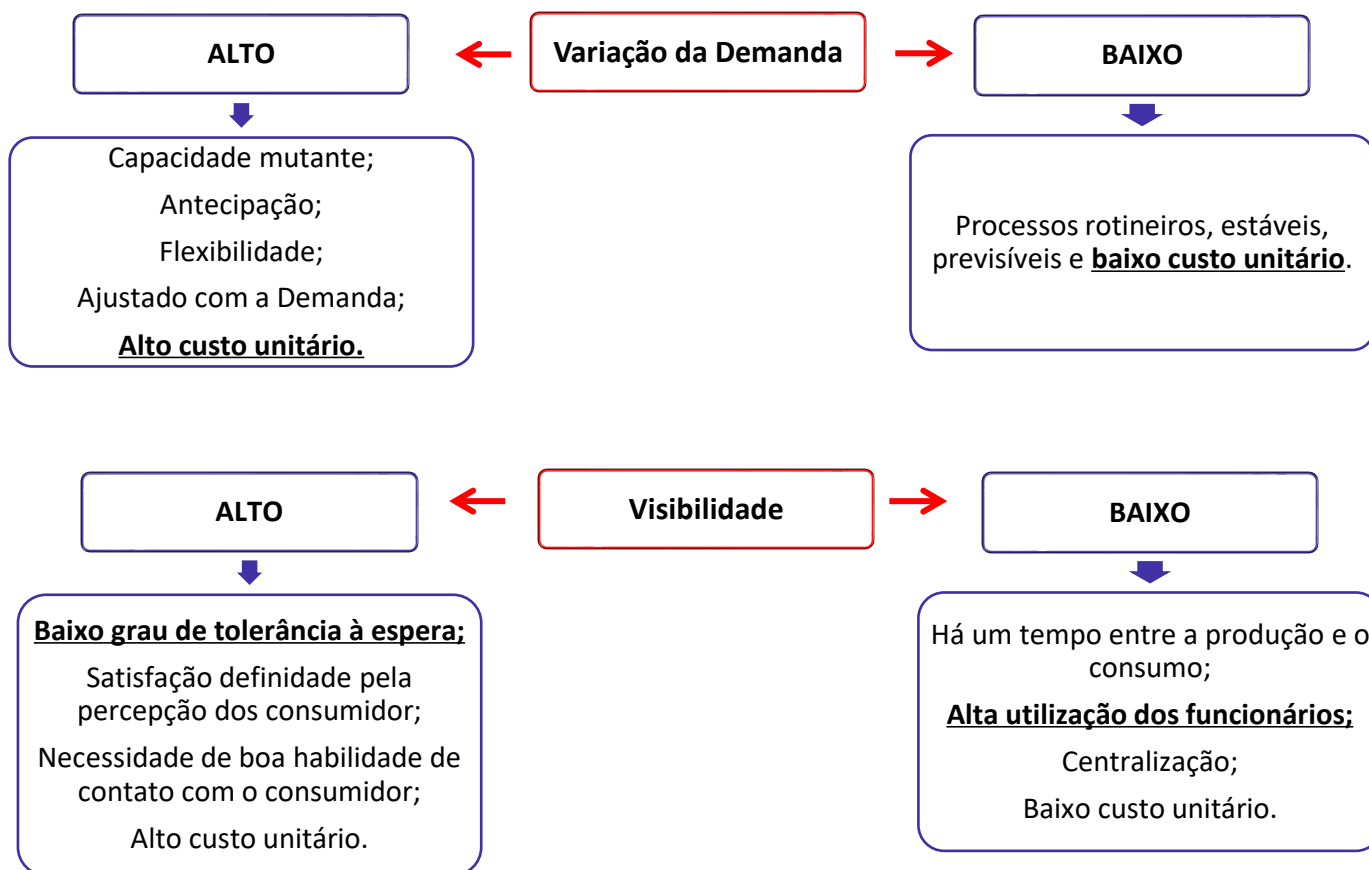 ALTO
Variação da Demanda
BAIXO
Capacidade mutante;
Antecipação;
Flexibilidade;
Ajustado com a Demanda;
Alto custo unitário.
Processos rotineiros, estáveis,
previsíveis e baixo custo unitário.
ALTO
Visibilidade
BAIXO
Baixo grau de tolerância à espera;
Satisfação definidade pela
percepção dos consumidor;
Necessidade de boa habilidade de
contato com o consumidor;
Alto custo unitário.
Há um tempo entre a produção e o
consumo;
Alta utilização dos funcionários;
Centralização;
Baixo custo unitário.